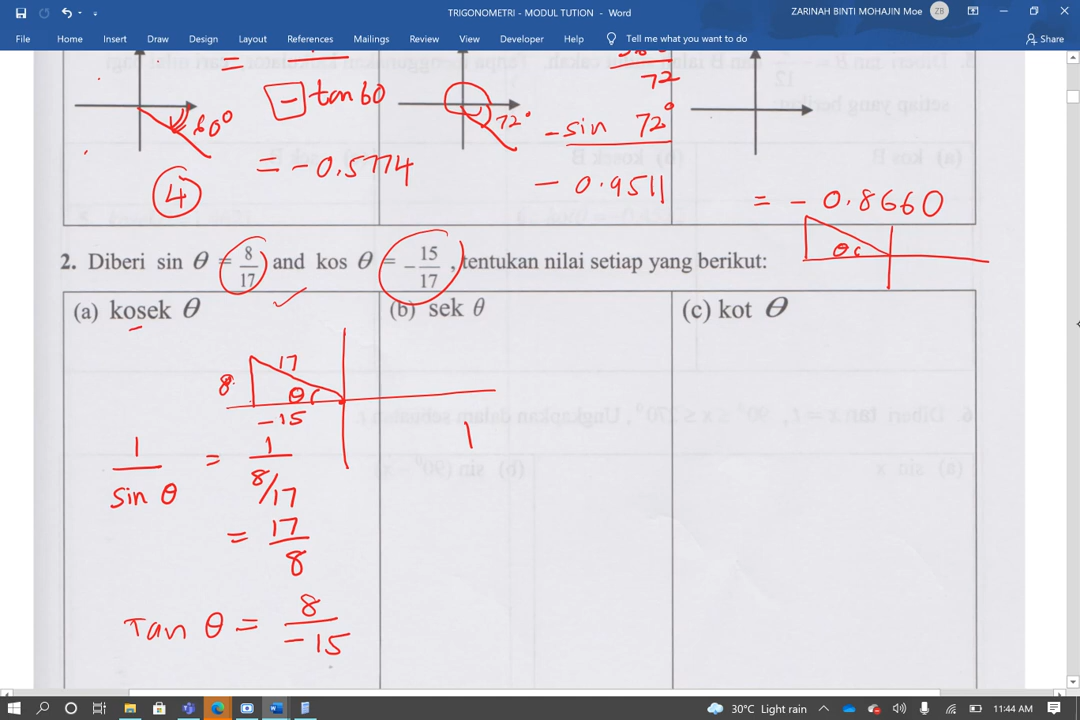 TRIGONOMETRI - MODUL TUTION - Word
ZARINAH BINTI MOHAJIN Moe
ZB
File Home Insert Draw Design Layout References Mailings Review View Developer Help Tell me what you want to do Share
72
- tan 60
60°
72°
- sin 72°
= - 0.5774
- 0.9511
4
= - 0.8660
2. Diberi sin θ = 8/17 and kos θ = -15/17, tentukan nilai setiap yang berikut:
θ
(a) kosek θ
(b) sek θ
(c) kot θ
17
8
θ
-15
1/sin θ = 1/(8/17)
1
= 17/8
Tan θ = 8/-15
30°C Light rain
11:44 AM